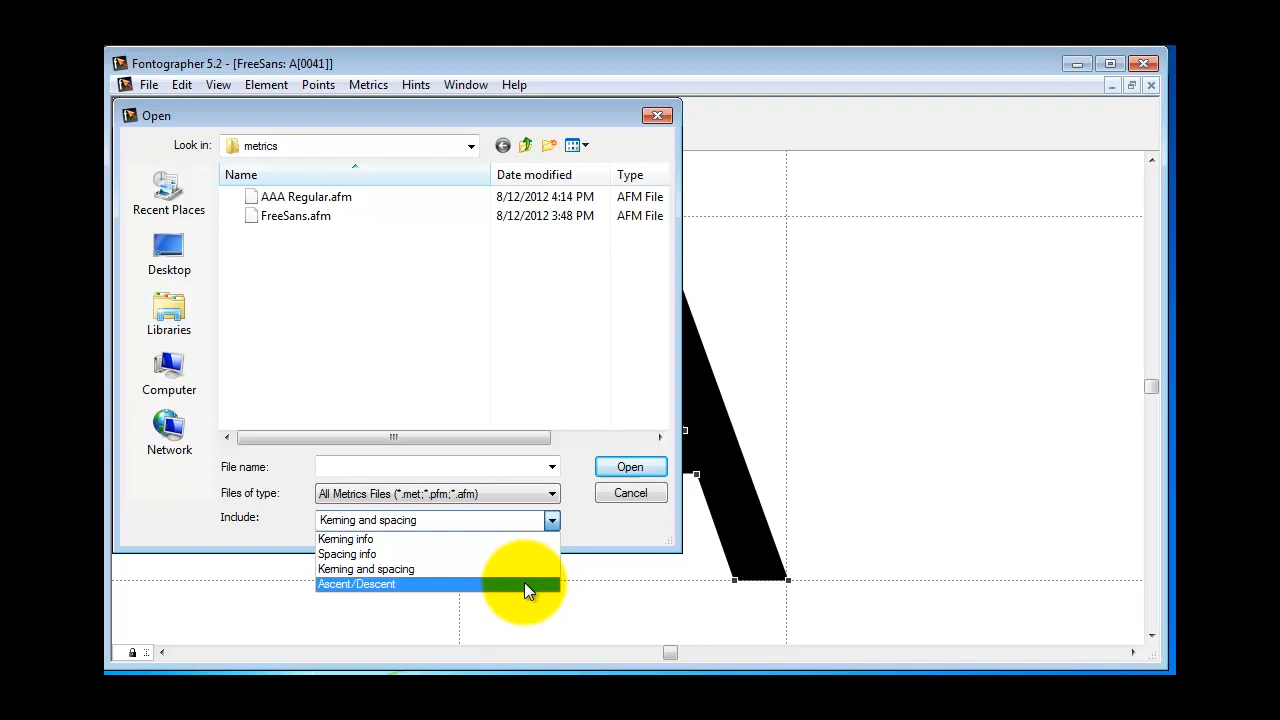 Fontographer 5.2 - [FreeSans: A[0041]]
File Edit View Element Points Metrics Hints Window Help
Open
Look in: metrics
Name Date modified Type
AAA Regular.afm 8/12/2012 4:14 PM AFM File
FreeSans.afm 8/12/2012 3:48 PM AFM File
Recent Places
Desktop
Libraries
Computer
Network
File name: Open
Files of type: All Metrics Files (*.met;*.pfm;*.afm) Cancel
Include: Kerning and spacing
Kerning info
Spacing info
Kerning and spacing
Ascent/Descent